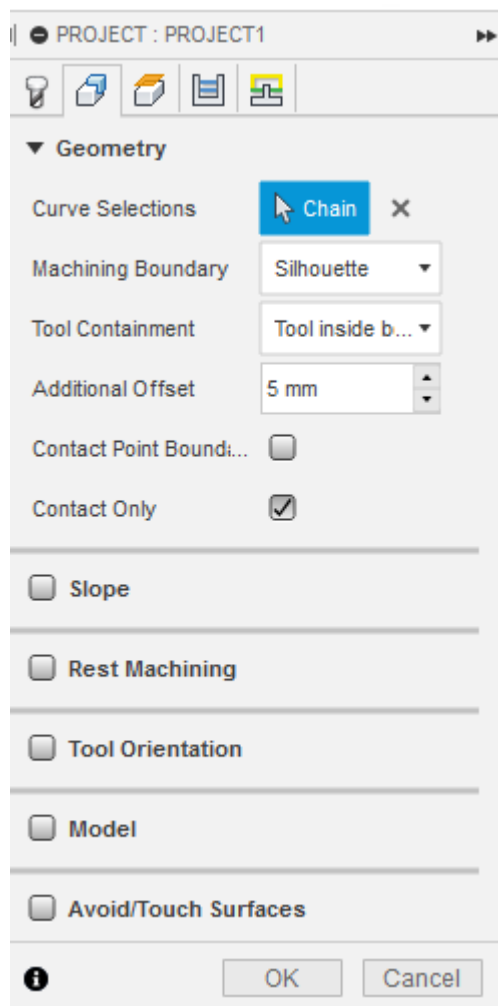 PROJECT : PROJECT1
Geometry
Curve Selections Chain
Machining Boundary Silhouette
Tool Containment Tool inside b...
Additional Offset 5 mm
Contact Point Bounda...
Contact Only
Slope
Rest Machining
Tool Orientation
Model
Avoid/Touch Surfaces
OK Cancel